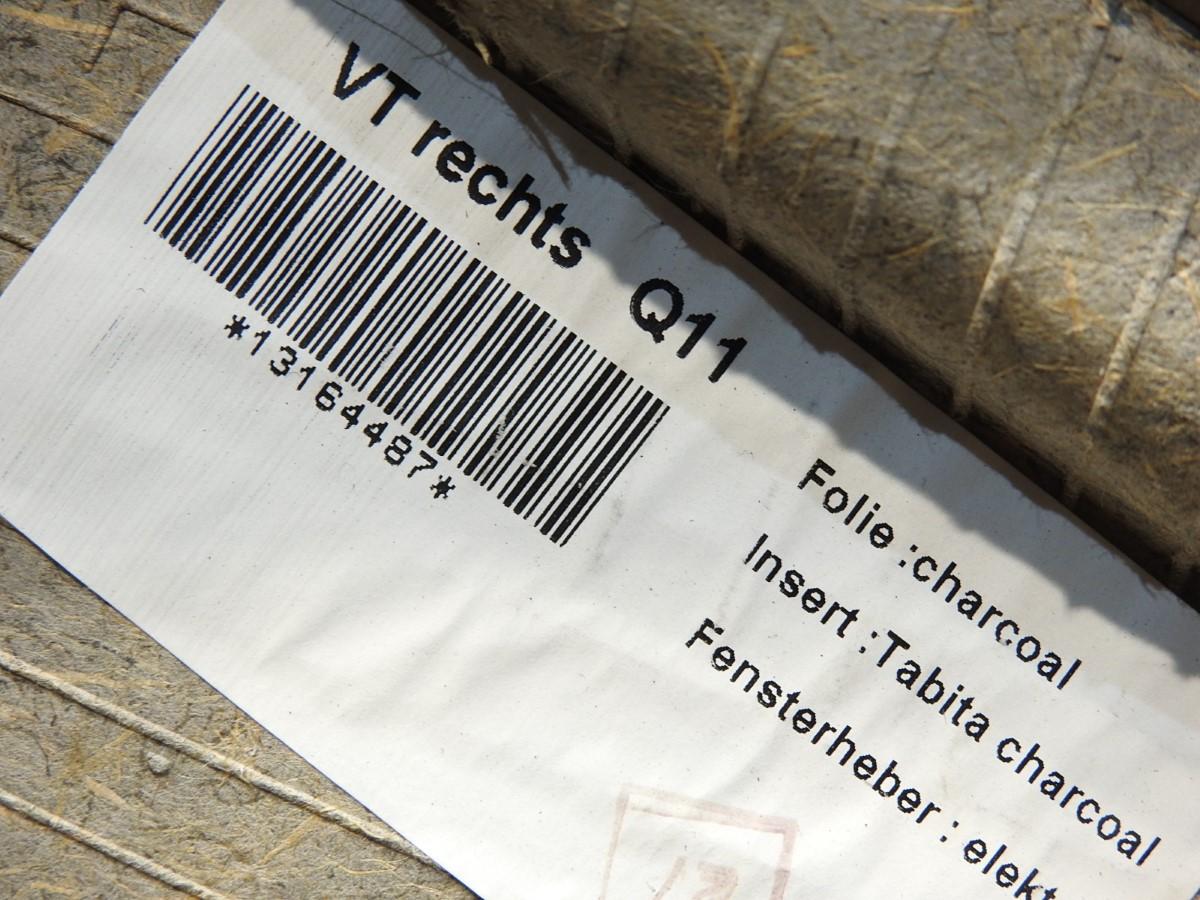 VT rechts Q11
*13164487*
Folie :charcoal
Insert :Tabita charcoal
Fensterheber : elekt